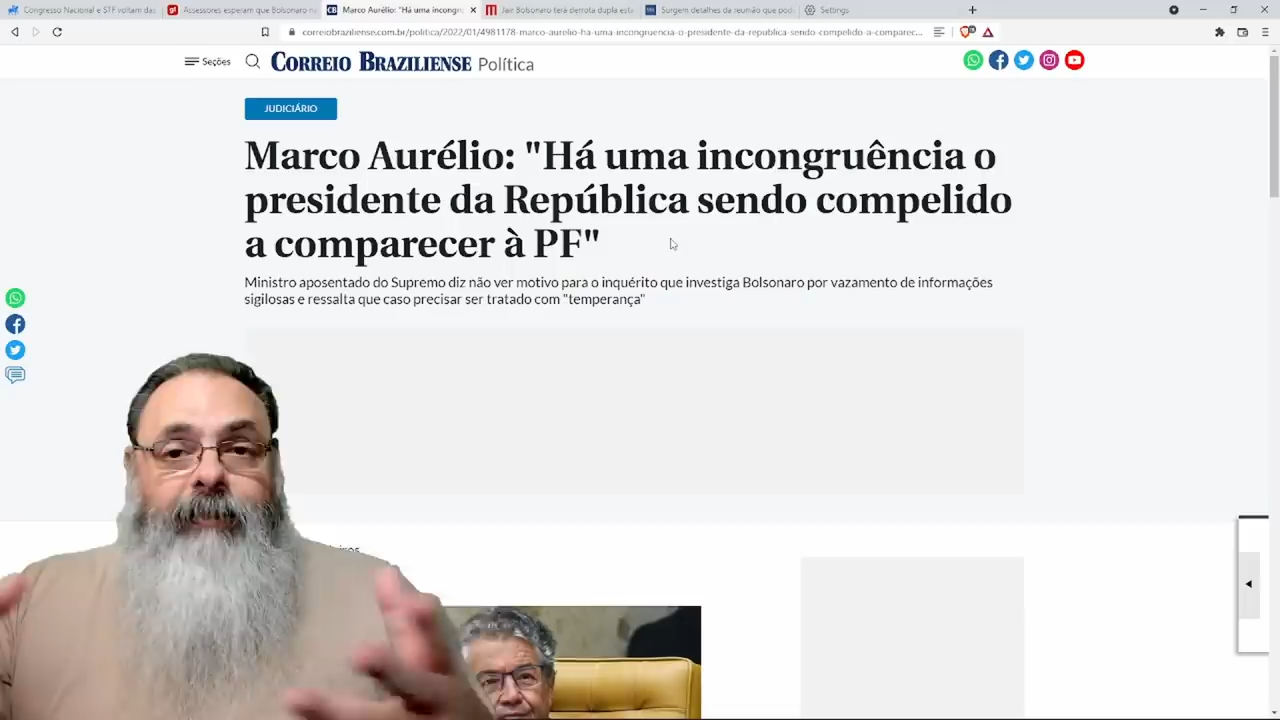 Congresso Nacional e STF voltam das
Assessores esperam que Bolsonaro na
Marco Aurélio: "Há uma incongru
Jair Bolsonaro terá derrota dupla esta
Surgem detalhes da reunião que pod
Settings
correiobraziliense.com.br/politica/2022/01/4981178-marco-aurelio-ha-uma-incongruencia-o-presidente-da-republica-sendo-compelido-a-comparec...
Seções
CORREIO BRAZILIENSE Política
JUDICIÁRIO
Marco Aurélio: "Há uma incongruência o
presidente da República sendo compelido
a comparecer à PF"
Ministro aposentado do Supremo diz não ver motivo para o inquérito que investiga Bolsonaro por vazamento de informações
sigilosas e ressalta que caso precisar ser tratado com "temperança"